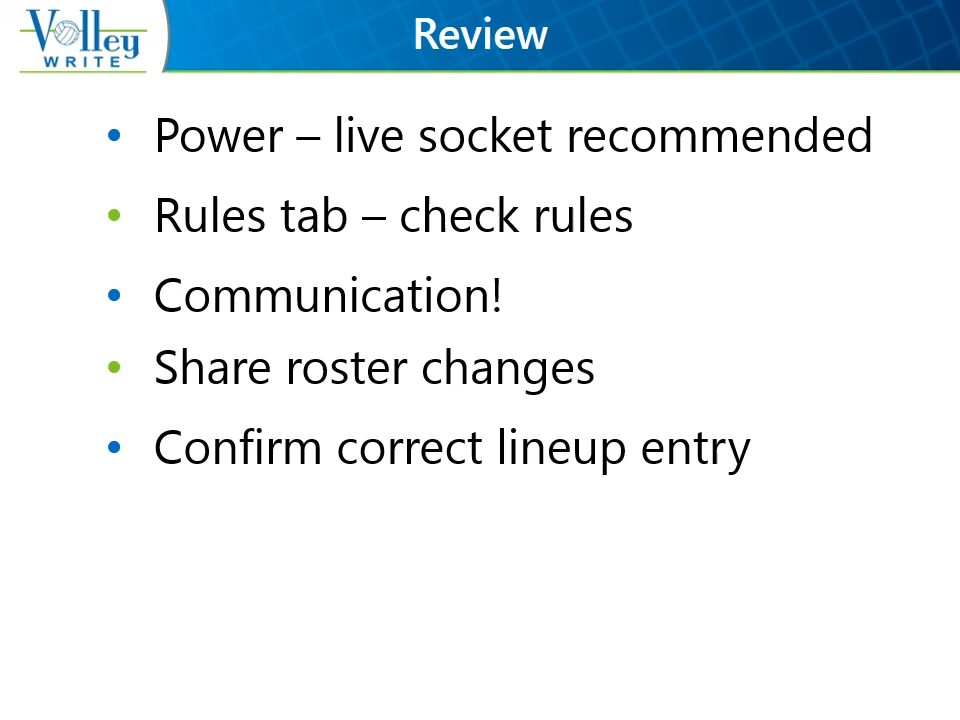 Volley
WRITE
Review
• Power – live socket recommended
• Rules tab – check rules
• Communication!
• Share roster changes
• Confirm correct lineup entry